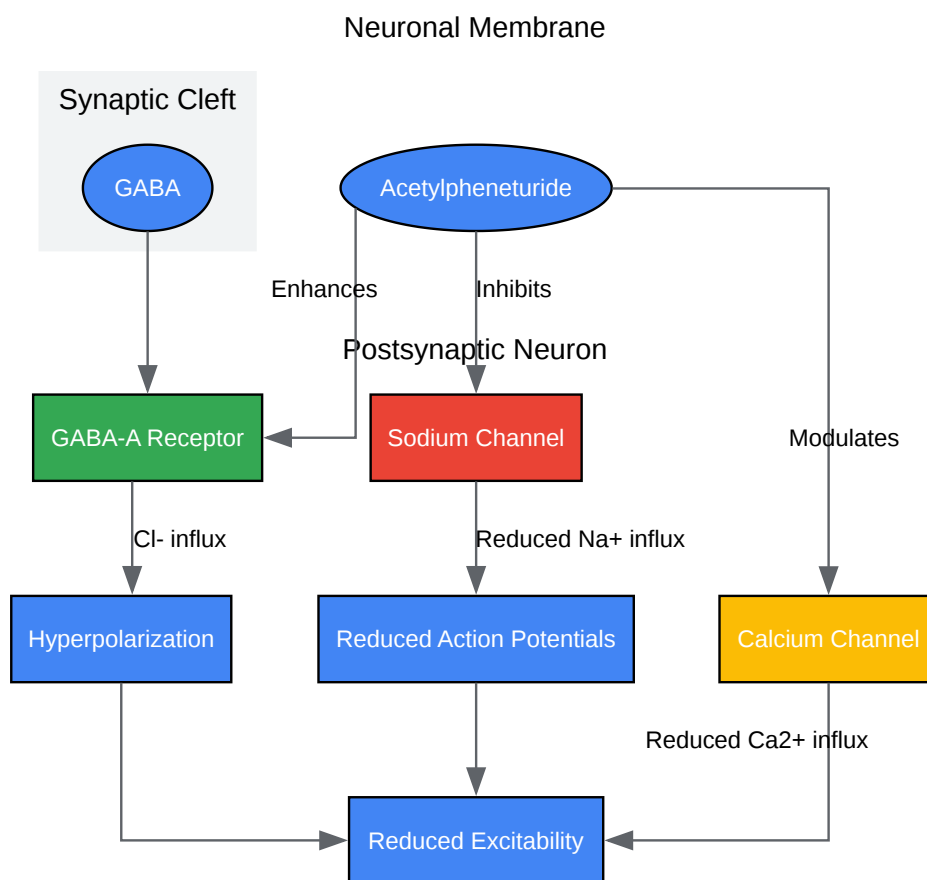 Neuronal Membrane
Synaptic Cleft
GABA
Acetylpheneturide
Enhances
Inhibits
Postsynaptic Neuron
GABA-A Receptor
Sodium Channel
Modulates
Cl- influx
Reduced Na+ influx
Hyperpolarization
Reduced Action Potentials
Calcium Channel
Reduced Ca2+ influx
Reduced Excitability